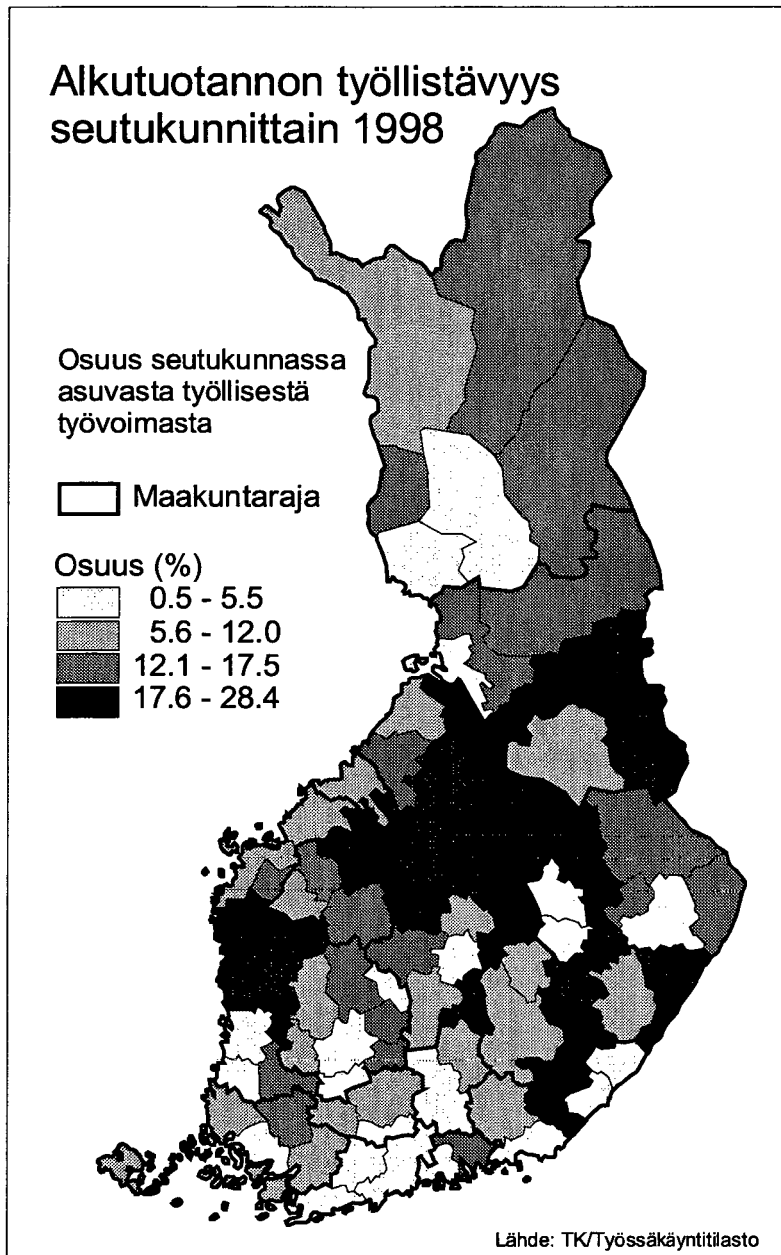 Alkutuotannon työllistävyys
seutukunnittain 1998
Osuus seutukunnassa
asuvasta työllisestä
työvoimasta
Maakuntaraja
Osuus (%)
0.5 - 5.5
5.6 - 12.0
12.1 - 17.5
17.6 - 28.4
Lähde: TK/Työssäkäyntitilasto